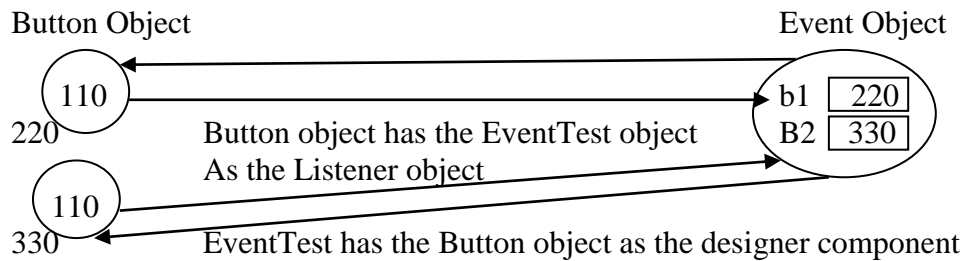 Button Object Event Object
110 b1 220
220 Button object has the EventTest object B2 330
As the Listener object
110
330 EventTest has the Button object as the designer component